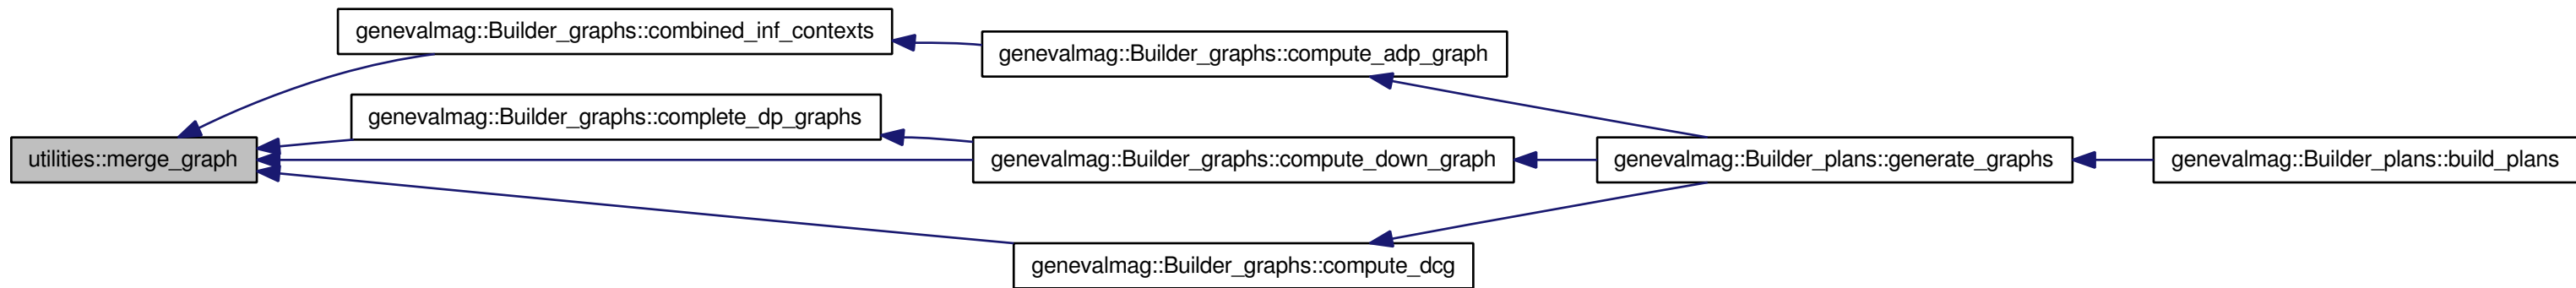 genevalmag::Builder_graphs::combined_inf_contexts
genevalmag::Builder_graphs::compute_adp_graph
genevalmag::Builder_graphs::complete_dp_graphs
utilities::merge_graph
genevalmag::Builder_graphs::compute_down_graph
genevalmag::Builder_plans::generate_graphs
genevalmag::Builder_plans::build_plans
genevalmag::Builder_graphs::compute_dcg